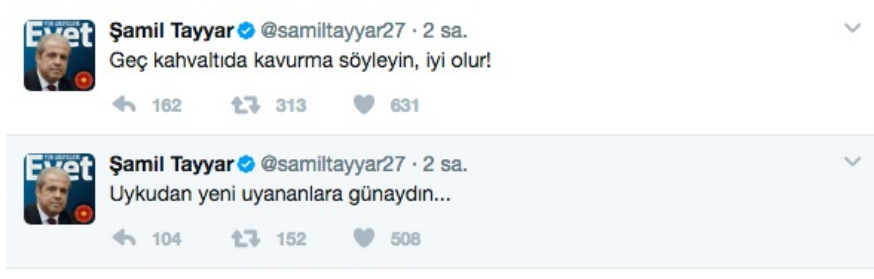 Evet
Şamil Tayyar @samiltayyar27 · 2 sa.
Geç kahvaltıda kavurma söyleyin, iyi olur!
162 313 631
Evet
Şamil Tayyar @samiltayyar27 · 2 sa.
Uykudan yeni uyananlara günaydın...
104 152 508